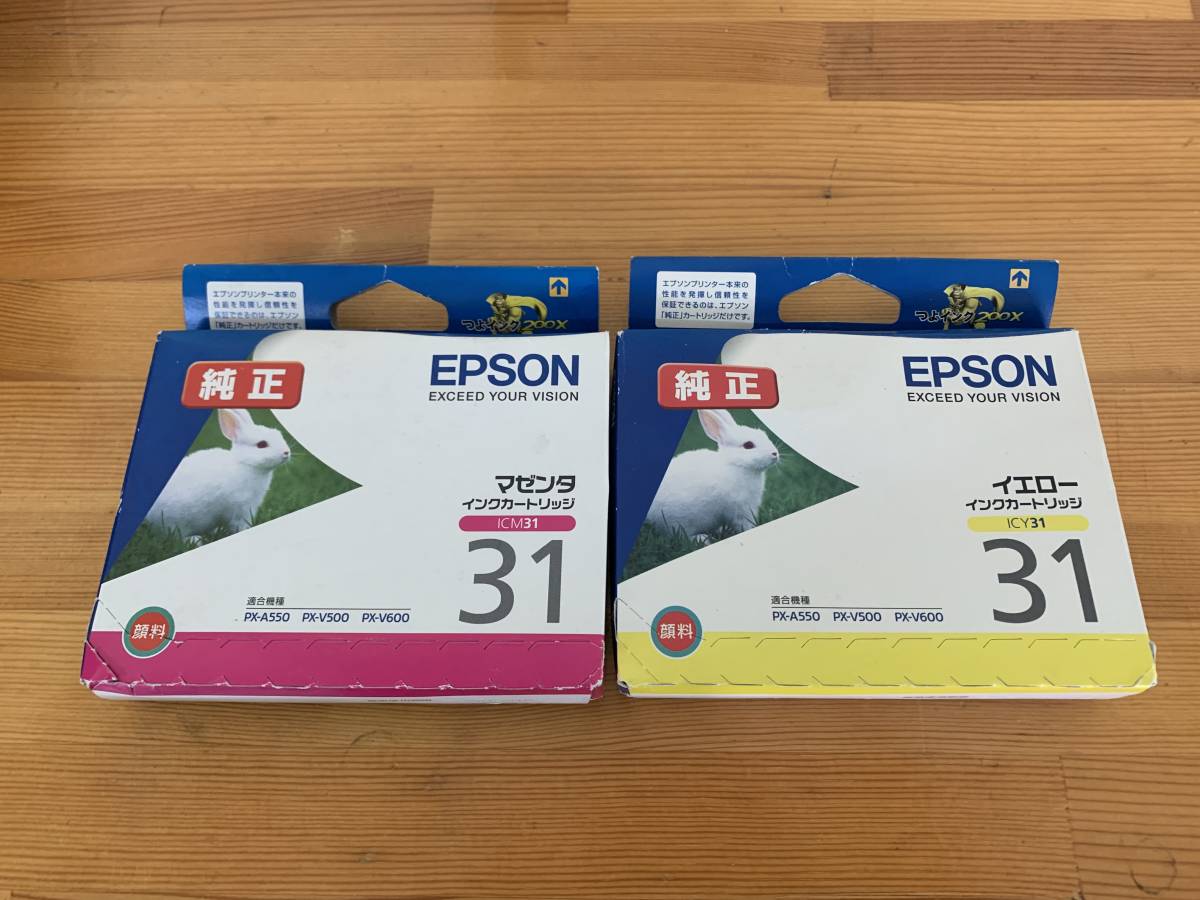 エプソンプリンター本来の
性能を発揮し信頼性を
保証できるのは、エプソン
「純正」カートリッジだけです。
つよインク200X
純正
EPSON
EXCEED YOUR VISION
マゼンタ
インクカートリッジ
ICM31
31
適合機種
PX-A550 PX-V500 PX-V600
顔料
エプソンプリンター本来の
性能を発揮し信頼性を
保証できるのは、エプソン
「純正」カートリッジだけです。
つよインク200X
純正
EPSON
EXCEED YOUR VISION
イエロー
インクカートリッジ
ICY31
31
適合機種
PX-A550 PX-V500 PX-V600
顔料